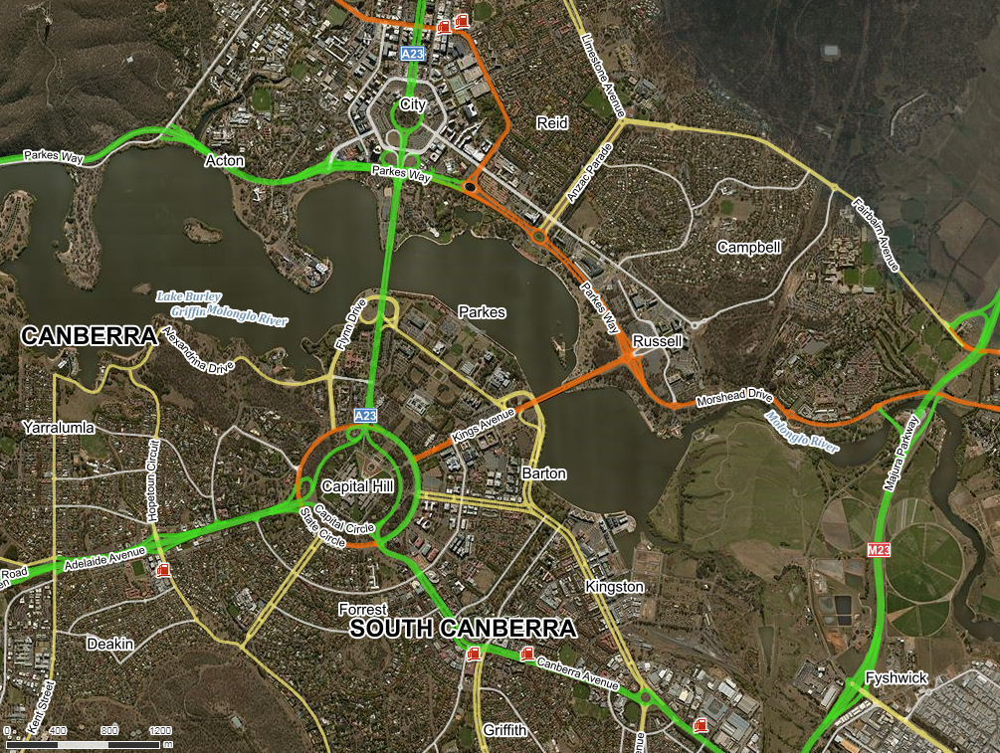 A23
Limestone Avenue
City
Reid
Anzac Parade
Parkes Way
Acton
Parkes Way
Fairbairn Avenue
Campbell
Lake Burley
Griffin
Molonglo River
Parkes Way
Flynn Drive
Parkes
CANBERRA
Alexandrina Drive
Russell
Morshead Drive
A23
Kings Avenue
Molonglo River
Yarralumla
Hopetoun Circuit
Majura Parkway
Capital Hill
Barton
Capital Circle
State Circle
M23
Adelaide Avenue
Road
en
Kingston
Forrest
SOUTH CANBERRA
Deakin
Canberra Avenue
Fyshwick
Kent Street
Griffith
nue
0 400 800 1200
m